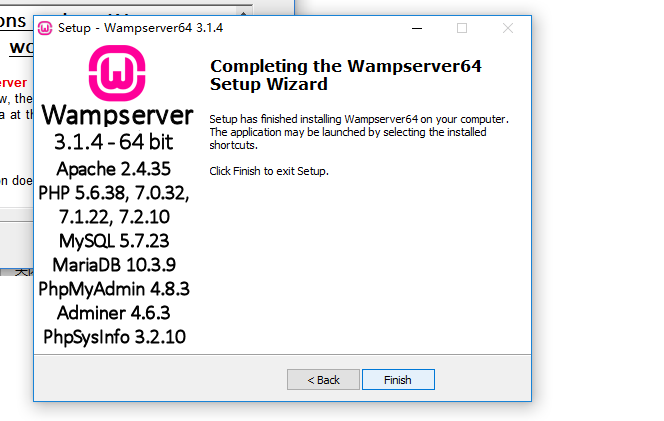 ons
wo
Setup - Wampserver64 3.1.4
erver
w, the
a at th
on doe
Wampserver
3.1.4 - 64 bit
Apache 2.4.35
PHP 5.6.38, 7.0.32,
7.1.22, 7.2.10
MySQL 5.7.23
MariaDB 10.3.9
PhpMyAdmin 4.8.3
Adminer 4.6.3
PhpSysInfo 3.2.10
Completing the Wampserver64
Setup Wizard
Setup has finished installing Wampserver64 on your computer.
The application may be launched by selecting the installed
shortcuts.
Click Finish to exit Setup.
< Back
Finish